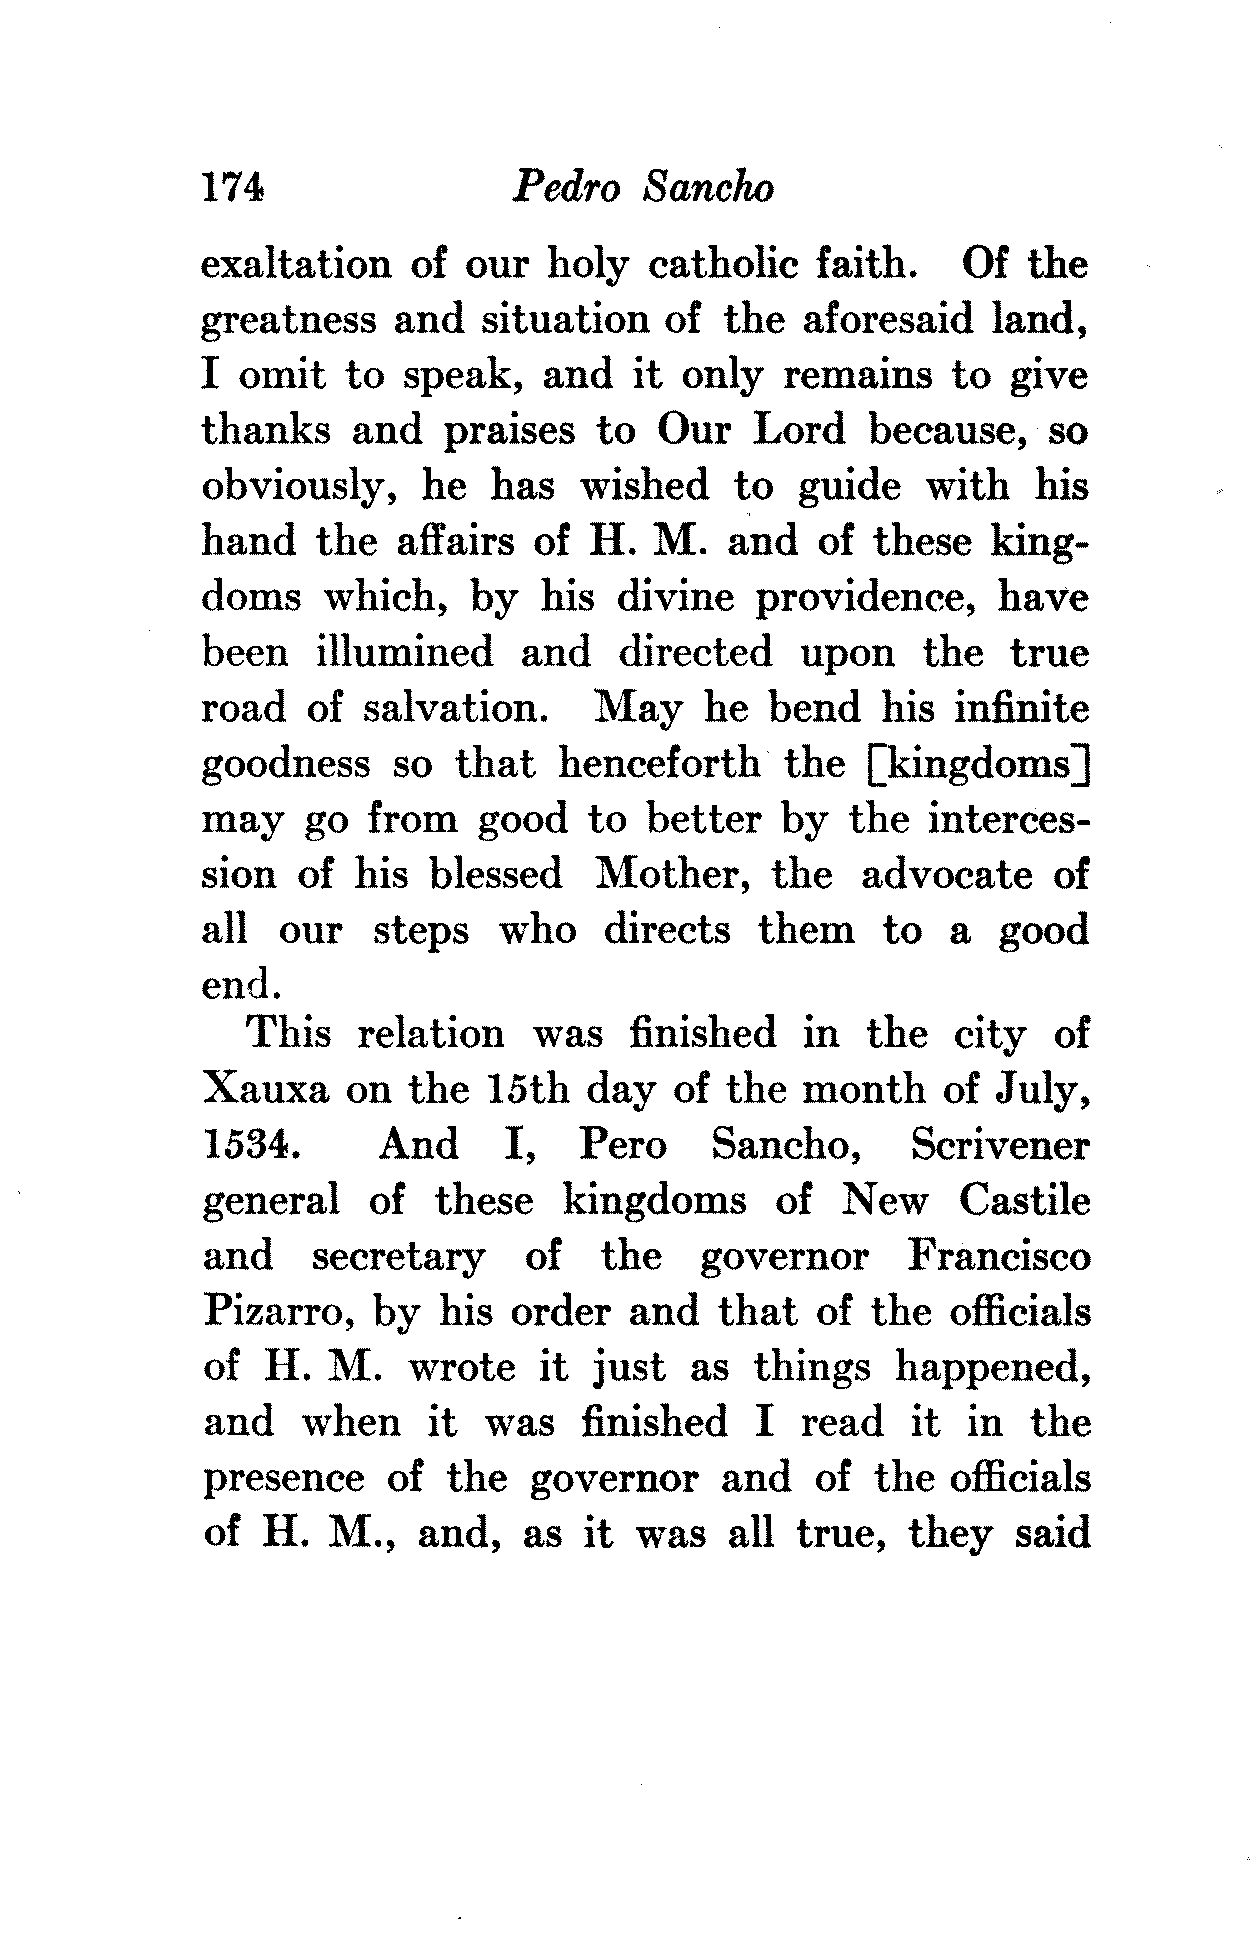 174 Pedro Sancho
exaltation of our holy catholic faith. Of the
greatness and situation of the aforesaid land,
I omit to speak, and it only remains to give
thanks and praises to Our Lord because, so
obviously, he has wished to guide with his
hand the affairs of H. M. and of these king-
doms which, by his divine providence, have
been illumined and directed upon the true
road of salvation. May he bend his infinite
goodness so that henceforth the [kingdoms]
may go from good to better by the interces-
sion of his blessed Mother, the advocate of
all our steps who directs them to a good
end.
This relation was finished in the city of
Xauxa on the 15th day of the month of July,
1534. And I, Pero Sancho, Scrivener
general of these kingdoms of New Castile
and secretary of the governor Francisco
Pizarro, by his order and that of the officials
of H. M. wrote it just as things happened,
and when it was finished I read it in the
presence of the governor and of the officials
of H. M., and, as it was all true, they said